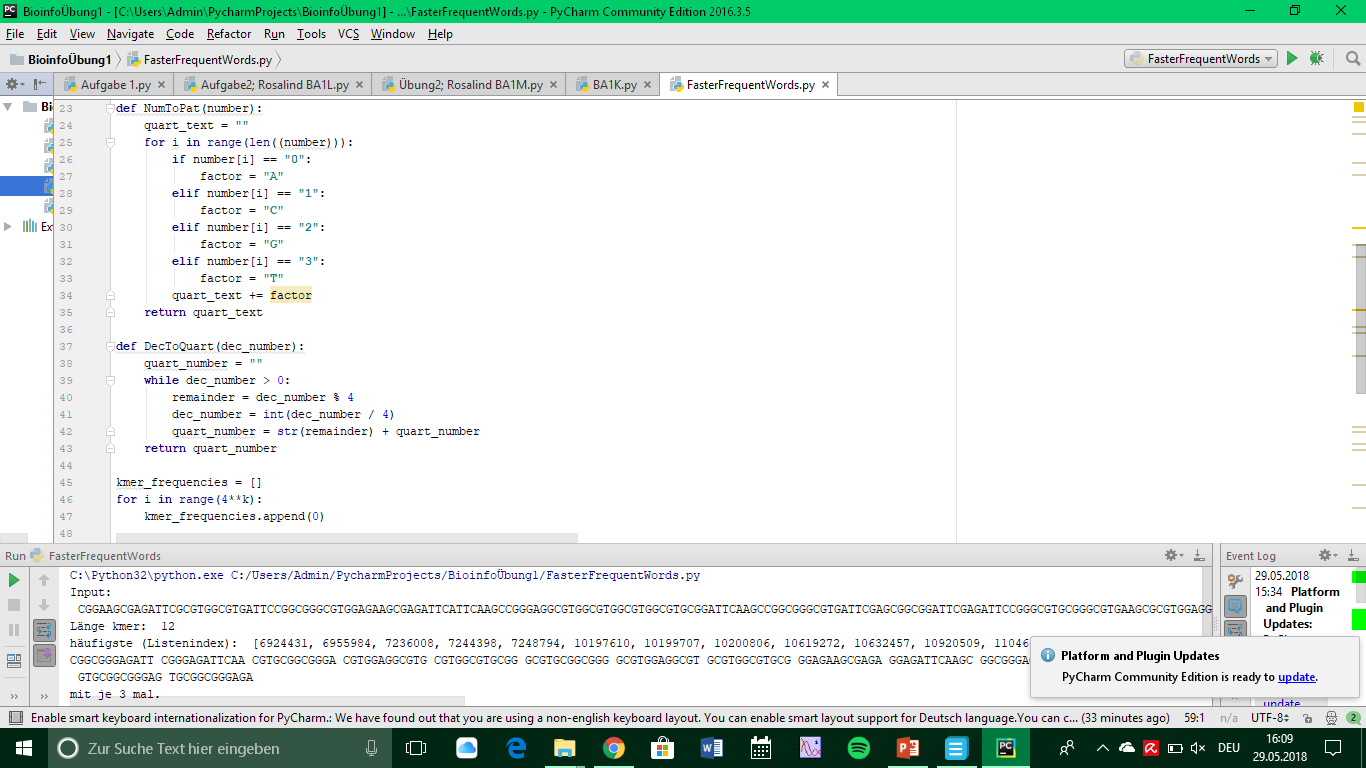 BioinfoÜbung1 - [C:\Users\Admin\PycharmProjects\BioinfoÜbung1] - ...\FasterFrequentWords.py - PyCharm Community Edition 2016.3.5
File Edit View Navigate Code Refactor Run Tools VCS Window Help
BioinfoÜbung1 FasterFrequentWords.py FasterFrequentWords
Aufgabe 1.py Aufgabe2; Rosalind BA1L.py Übung2; Rosalind BA1M.py BA1K.py FasterFrequentWords.py
Bi
Ex
23 def NumToPat(number):
24 quart_text = ""
25 for i in range(len((number))):
26 if number[i] == "0":
27 factor = "A"
28 elif number[i] == "1":
29 factor = "C"
30 elif number[i] == "2":
31 factor = "G"
32 elif number[i] == "3":
33 factor = "T"
34 quart_text += factor
35 return quart_text
36
37 def DecToQuart(dec_number):
38 quart_number = ""
39 while dec_number > 0:
40 remainder = dec_number % 4
41 dec_number = int(dec_number / 4)
42 quart_number = str(remainder) + quart_number
43 return quart_number
44
45 kmer_frequencies = []
46 for i in range(4**k):
47 kmer_frequencies.append(0)
48
Run FasterFrequentWords
C:\Python32\python.exe C:/Users/Admin/PycharmProjects/BioinfoÜbung1/FasterFrequentWords.py
Input:
CGGAAGCGAGATTCGCGTGGCGTGATTCCGGCGGGCGTGGAGAAGCGAGATTCATTCAAGCCGGGAGGCGTGGCGTGGCGTGGCGTGCGGATTCAAGCCGGCGGGCGTGATTCGAGCGGCGGATTCGAGATTCCGGGCGTGCGGGCGTGAAGCGCGTGGAGG
Länge kmer: 12
häufigste (Listenindex): [6924431, 6955984, 7236008, 7244398, 7248794, 10197610, 10199707, 10200806, 10619272, 10632457, 10920509, 11046
CGGCGGGAGATT CGGGAGATTCAA CGTGCGGCGGGA CGTGGAGGCGTG CGTGGCGTGCGG GCGTGCGGCGGG GCGTGGAGGCGT GCGTGGCGTGCG GGAGAAGCGAGA GGAGATTCAAGC GGCGGGA
GTGCGGCGGGAG TGCGGCGGGAGA
mit je 3 mal.
Event Log
29.05.2018
15:34 Platform
and Plugin
Updates:
update
Platform and Plugin Updates
PyCharm Community Edition is ready to update.
Enable smart keyboard internationalization for PyCharm.: We have found out that you are using a non-english keyboard layout. You can enable smart layout support for Deutsch language.You can c... (33 minutes ago) 59:1 n/a UTF-8 2
Zur Suche Text hier eingeben
DEU
16:09
29.05.2018